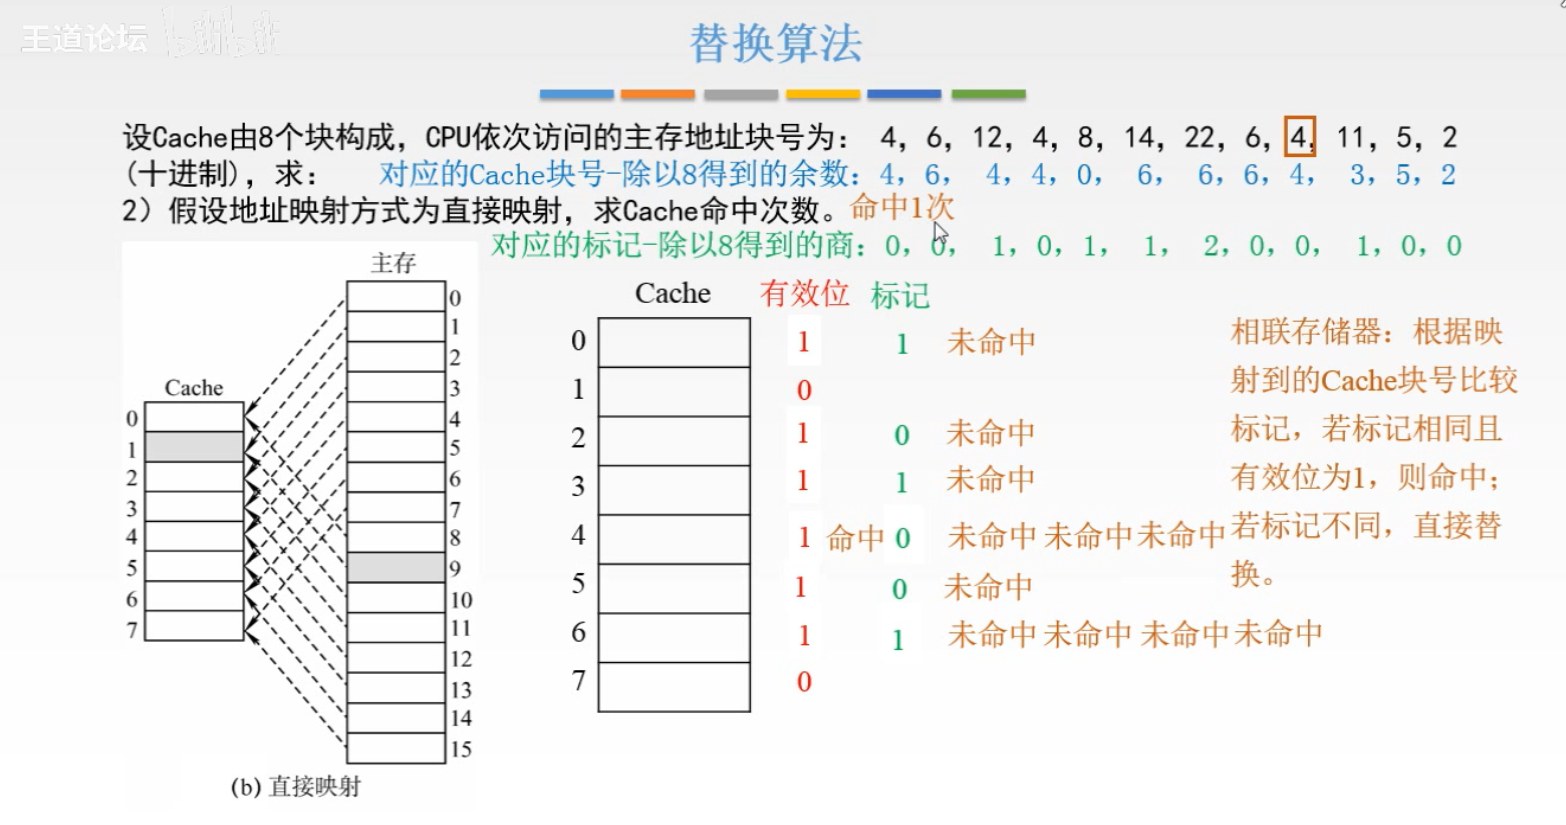 王道论坛 bilibili
替换算法
设Cache由8个块构成，CPU依次访问的主存地址块号为： 4，6，12，4，8，14，22，6，4，11，5，2
(十进制)，求： 对应的Cache块号-除以8得到的余数：4，6， 4，4，0， 6， 6，6，4， 3，5，2
2）假设地址映射方式为直接映射，求Cache命中次数。命中1次
对应的标记-除以8得到的商：0，0， 1，0，1， 1， 2，0，0， 1，0，0
主存
0
1
2
3
4
5
6
7
8
9
10
11
12
13
14
15
Cache
0
1
2
3
4
5
6
7
(b) 直接映射
Cache 有效位 标记
0 1 1 未命中
1 0
2 1 0 未命中
3 1 1 未命中
4 1 命中 0 未命中 未命中 未命中
5 1 0 未命中
6 1 1 未命中 未命中 未命中 未命中
7 0
相联存储器：根据映
射到的Cache块号比较
标记，若标记相同且
有效位为1，则命中；
若标记不同，直接替
换。